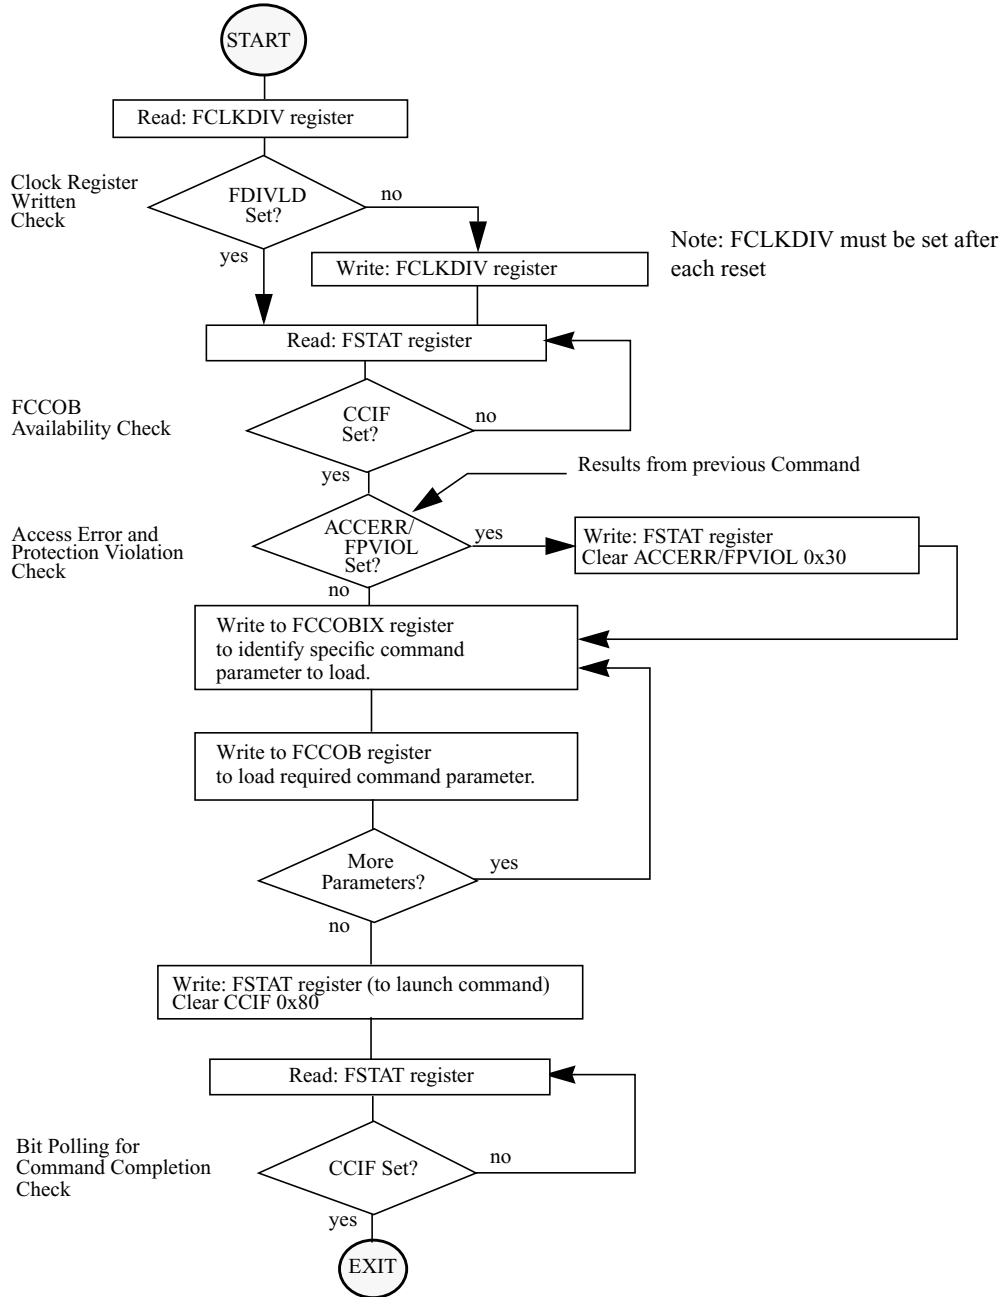 START
Read: FCLKDIV register
Clock Register
Written
Check
FDIVLD
Set?
no
yes
Note: FCLKDIV must be set after
each reset
Write: FCLKDIV register
Read: FSTAT register
FCCOB
Availability Check
CCIF
Set?
no
yes
Results from previous Command
Access Error and
Protection Violation
Check
ACCERR/
FPVIOL
Set?
yes
no
Write: FSTAT register
Clear ACCERR/FPVIOL 0x30
Write to FCCOBIX register
to identify specific command
parameter to load.
Write to FCCOB register
to load required command parameter.
More
Parameters?
yes
no
Write: FSTAT register (to launch command)
Clear CCIF 0x80
Read: FSTAT register
Bit Polling for
Command Completion
Check
CCIF Set?
no
yes
EXIT